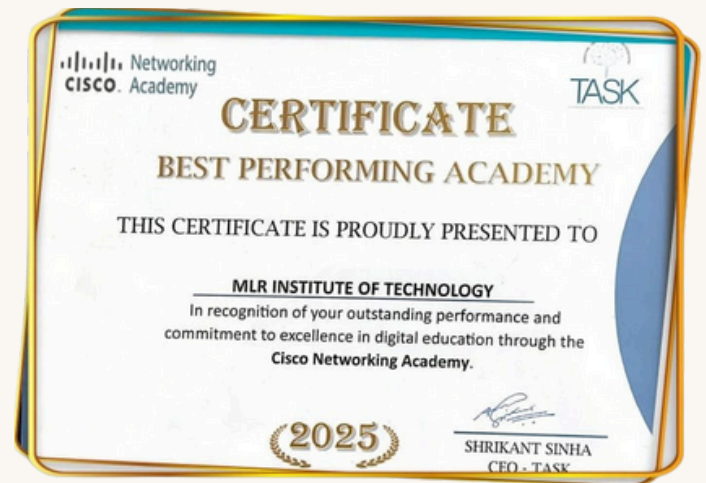 CISCO. Networking Academy
TASK
CERTIFICATE
BEST PERFORMING ACADEMY
THIS CERTIFICATE IS PROUDLY PRESENTED TO
MLR INSTITUTE OF TECHNOLOGY
In recognition of your outstanding performance and
commitment to excellence in digital education through the
Cisco Networking Academy.
2025
SHRIKANT SINHA
CEO - TASK